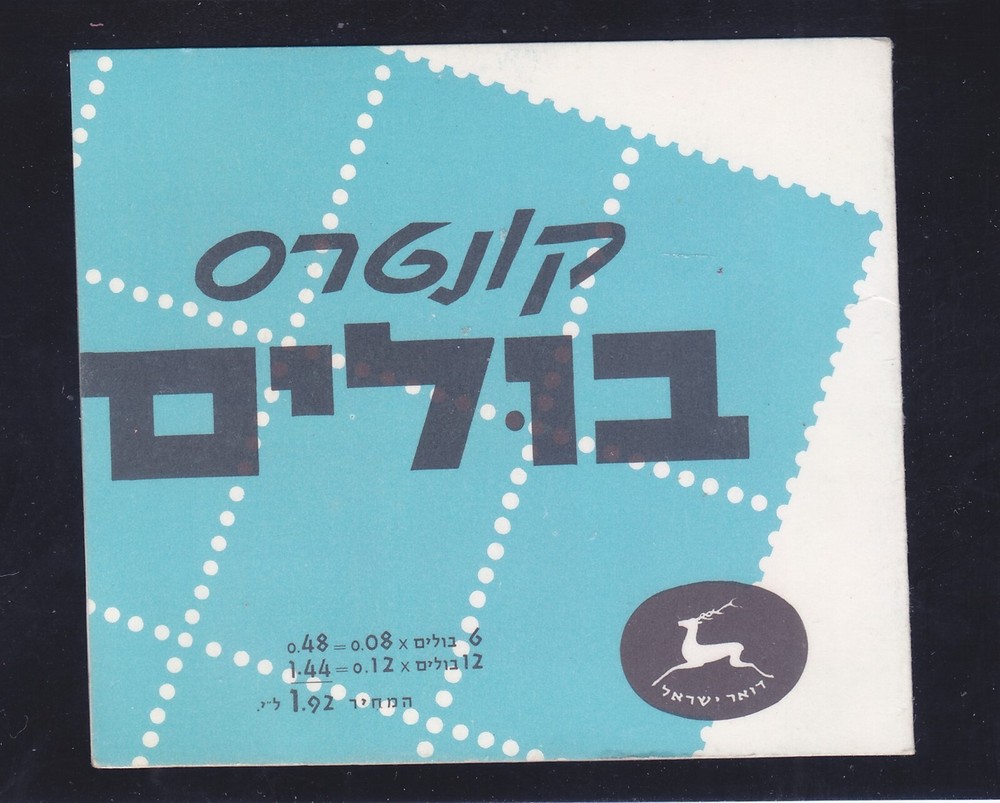 קונטרס
בולים
6 בולים x 0.08 = 0.48
12 בולים x 0.12 = 1.44
המחיר 1.92 ל״י.
דואר ישראל